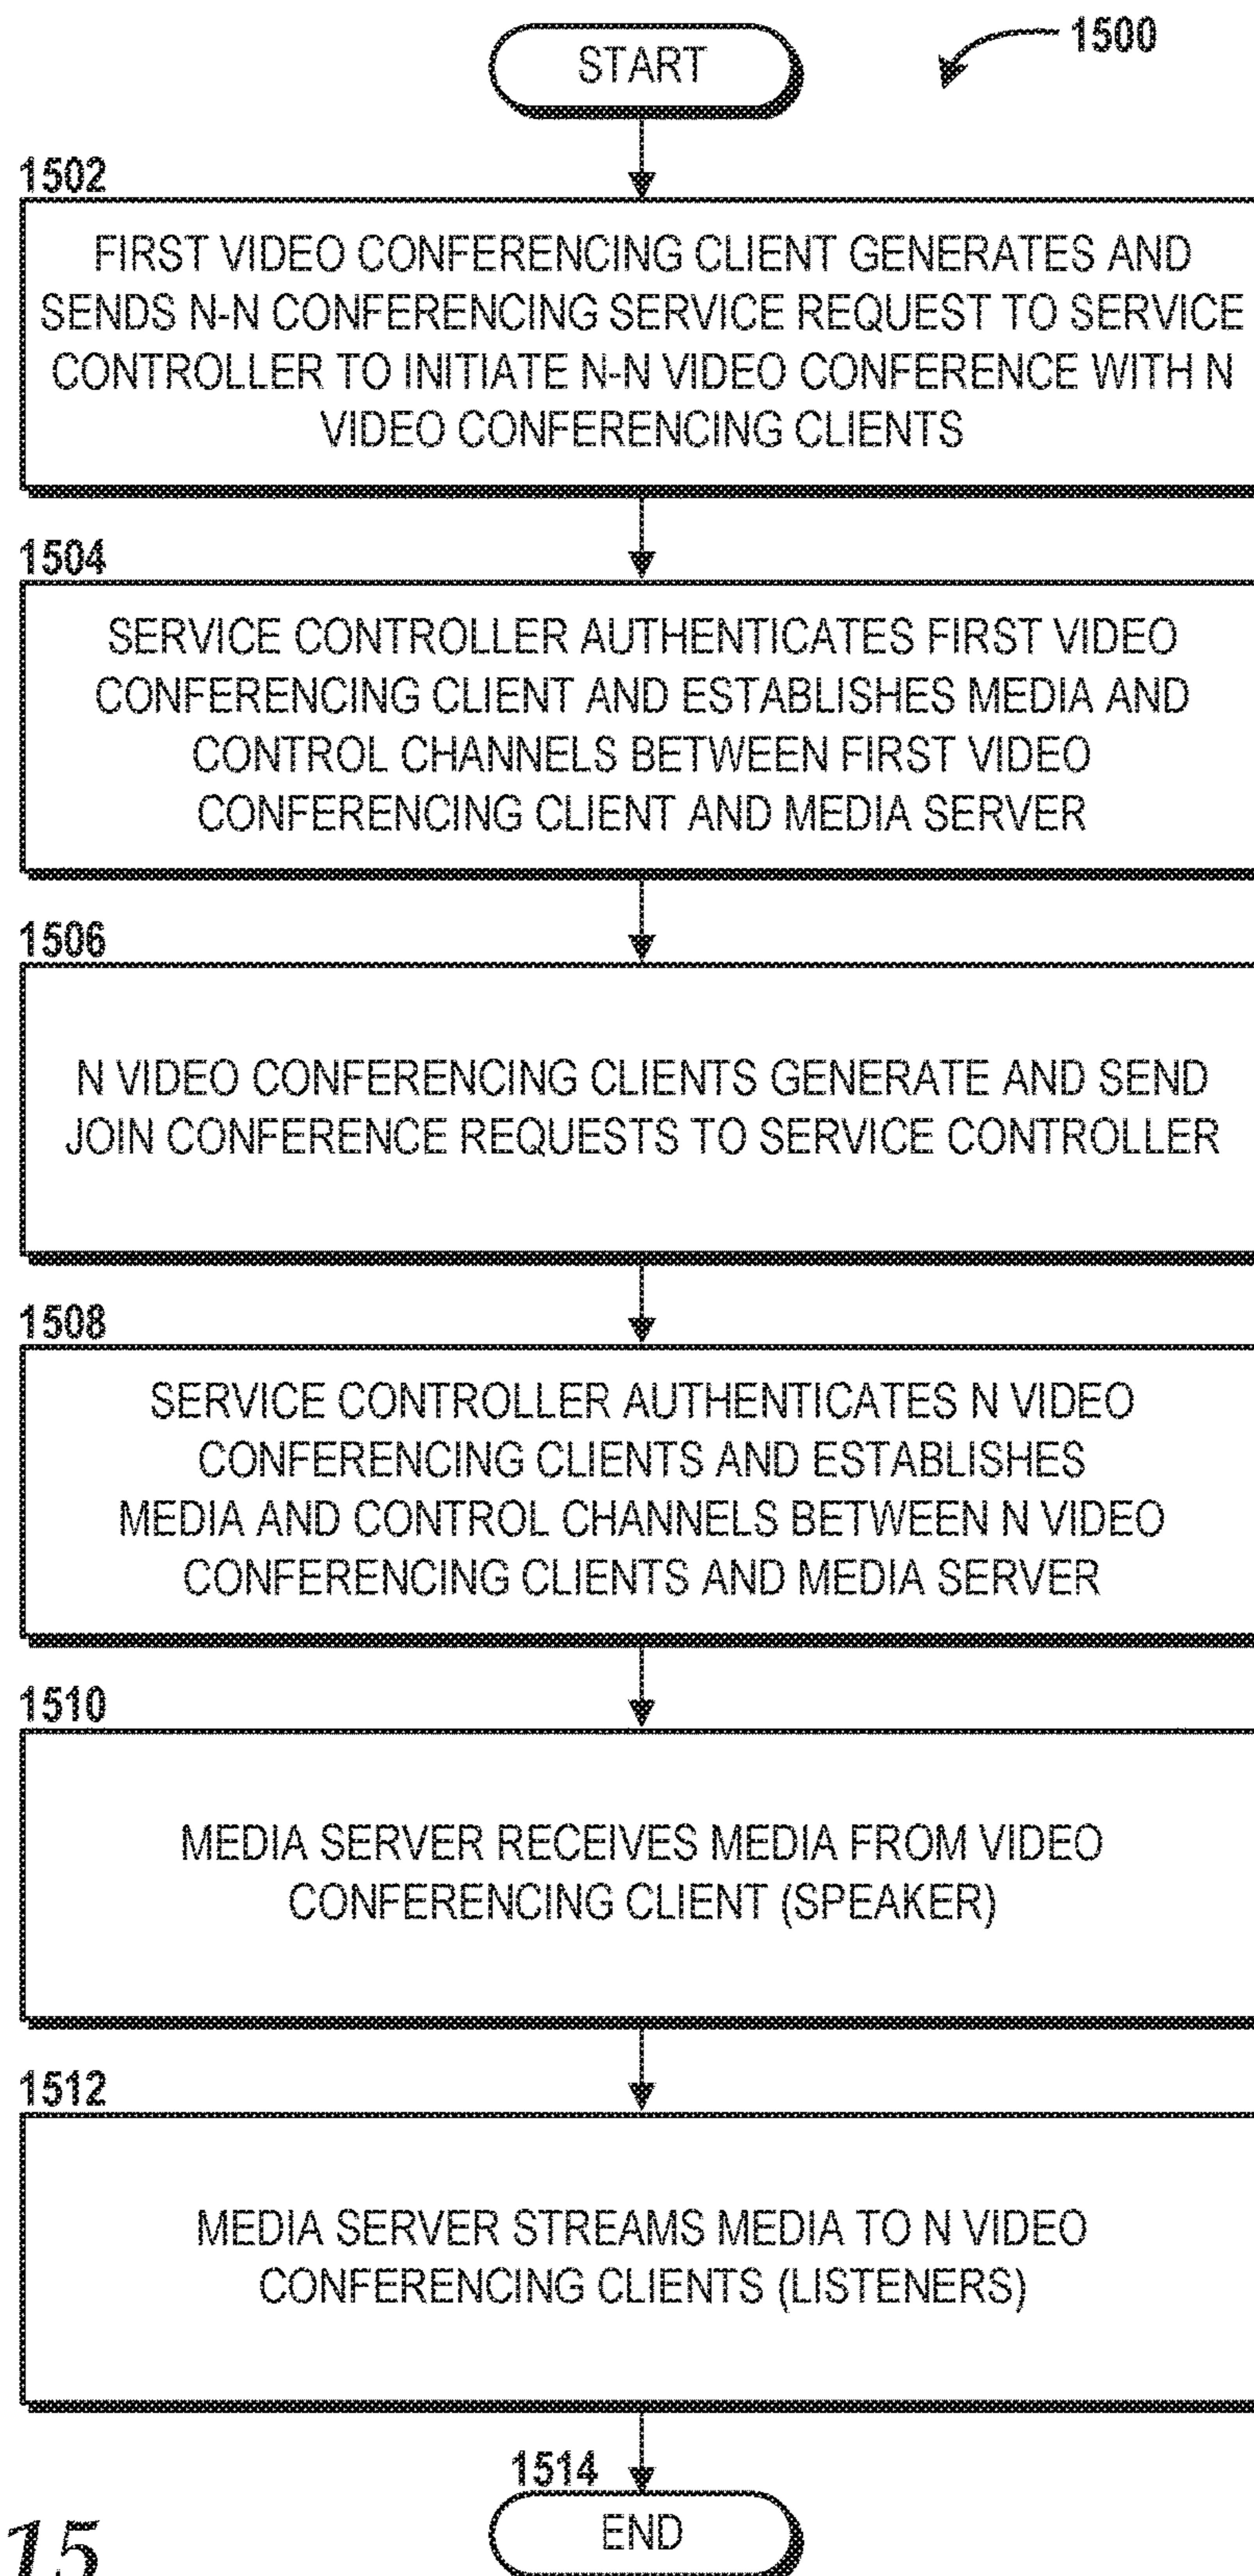 START
1500
1502
FIRST VIDEO CONFERENCING CLIENT GENERATES AND
SENDS N-N CONFERENCING SERVICE REQUEST TO SERVICE
CONTROLLER TO INITIATE N-N VIDEO CONFERENCE WITH N
VIDEO CONFERENCING CLIENTS
1504
SERVICE CONTROLLER AUTHENTICATES FIRST VIDEO
CONFERENCING CLIENT AND ESTABLISHES MEDIA AND
CONTROL CHANNELS BETWEEN FIRST VIDEO
CONFERENCING CLIENT AND MEDIA SERVER
1506
N VIDEO CONFERENCING CLIENTS GENERATE AND SEND
JOIN CONFERENCE REQUESTS TO SERVICE CONTROLLER
1508
SERVICE CONTROLLER AUTHENTICATES N VIDEO
CONFERENCING CLIENTS AND ESTABLISHES
MEDIA AND CONTROL CHANNELS BETWEEN N VIDEO
CONFERENCING CLIENTS AND MEDIA SERVER
1510
MEDIA SERVER RECEIVES MEDIA FROM VIDEO
CONFERENCING CLIENT (SPEAKER)
1512
MEDIA SERVER STREAMS MEDIA TO N VIDEO
CONFERENCING CLIENTS (LISTENERS)
1514
END
15